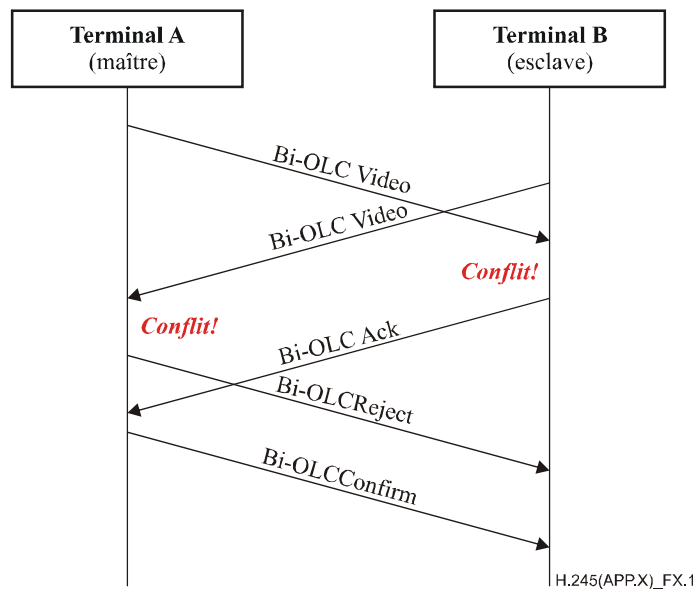 Terminal A
(maître)
Terminal B
(esclave)
Bi-OLC Video
Bi-OLC Video
Conflit!
Conflit!
Bi-OLC Ack
Bi-OLCReject
Bi-OLCConfirm
H.245(APP.X)_FX.1